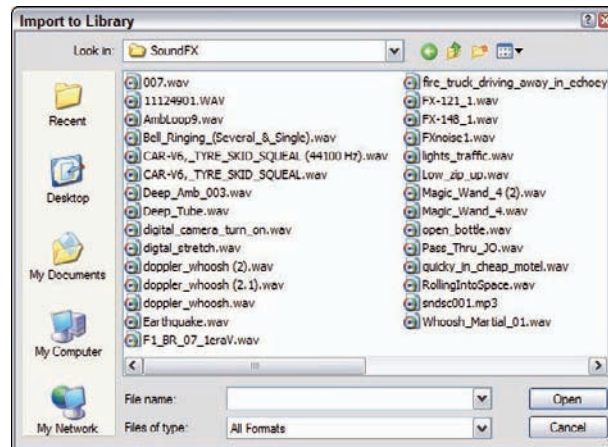 Import to Library
Look in: SoundFX
Recent
Desktop
My Documents
My Computer
My Network
007.wav
11124901.WAV
AmbLoop9.wav
Bell_Ringing_(Several_&_Single).wav
CAR-V6,_TYRE_SKID_SQUEAL (44100 Hz).wav
CAR-V6,_TYRE_SKID_SQUEAL.wav
Deep_Amb_003.wav
Deep_Tube.wav
digital_camera_turn_on.wav
digtal_stretch.wav
doppler_whoosh (2).wav
doppler_whoosh (2.1).wav
doppler_whoosh.wav
Earthquake.wav
F1_BR_07_1eraV.wav
fire_truck_driving_away_in_echoey
FX-121_1.wav
FX-148_1.wav
FXnoise1.wav
lights_traffic.wav
Low_zip_up.wav
Magic_Wand_4 (2).wav
Magic_Wand_4.wav
open_bottle.wav
Pass_Thru_JO.wav
quicky_in_cheap_motel.wav
RollingIntoSpace.wav
sndsc001.mp3
Whoosh_Martial_01.wav
File name:
Open
Files of type: All Formats
Cancel